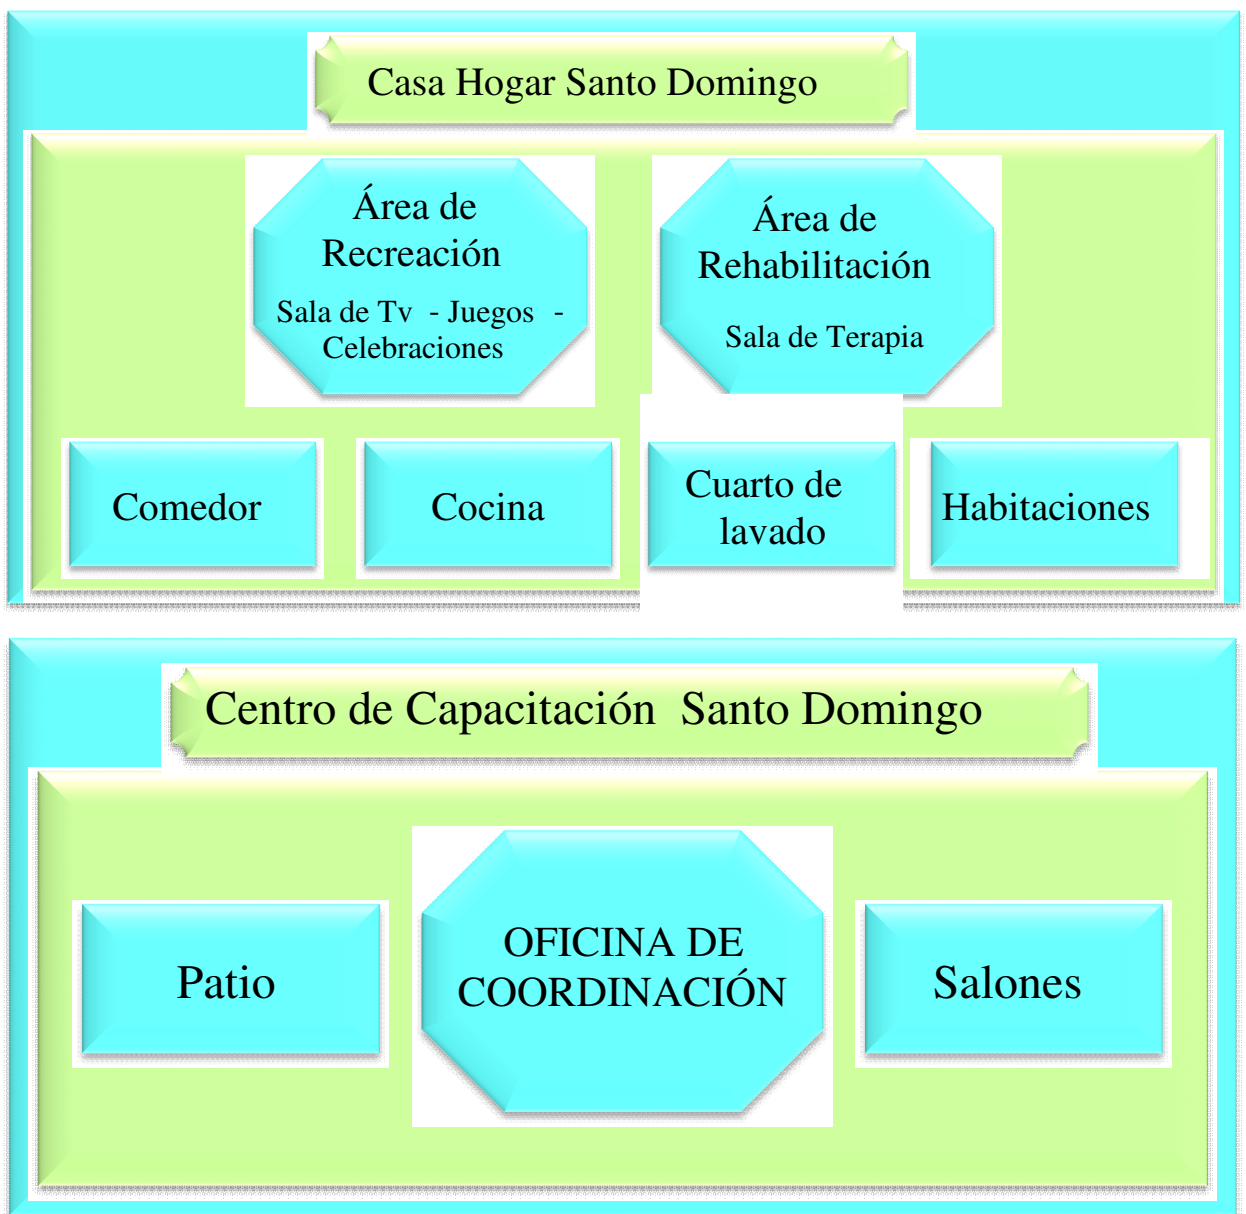 Casa Hogar Santo Domingo
Área de
Recreación
Sala de Tv - Juegos -
Celebraciones
Área de
Rehabilitación
Sala de Terapia
Comedor
Cocina
Cuarto de
lavado
Habitaciones
Centro de Capacitación Santo Domingo
Patio
OFICINA DE
COORDINACIÓN
Salones